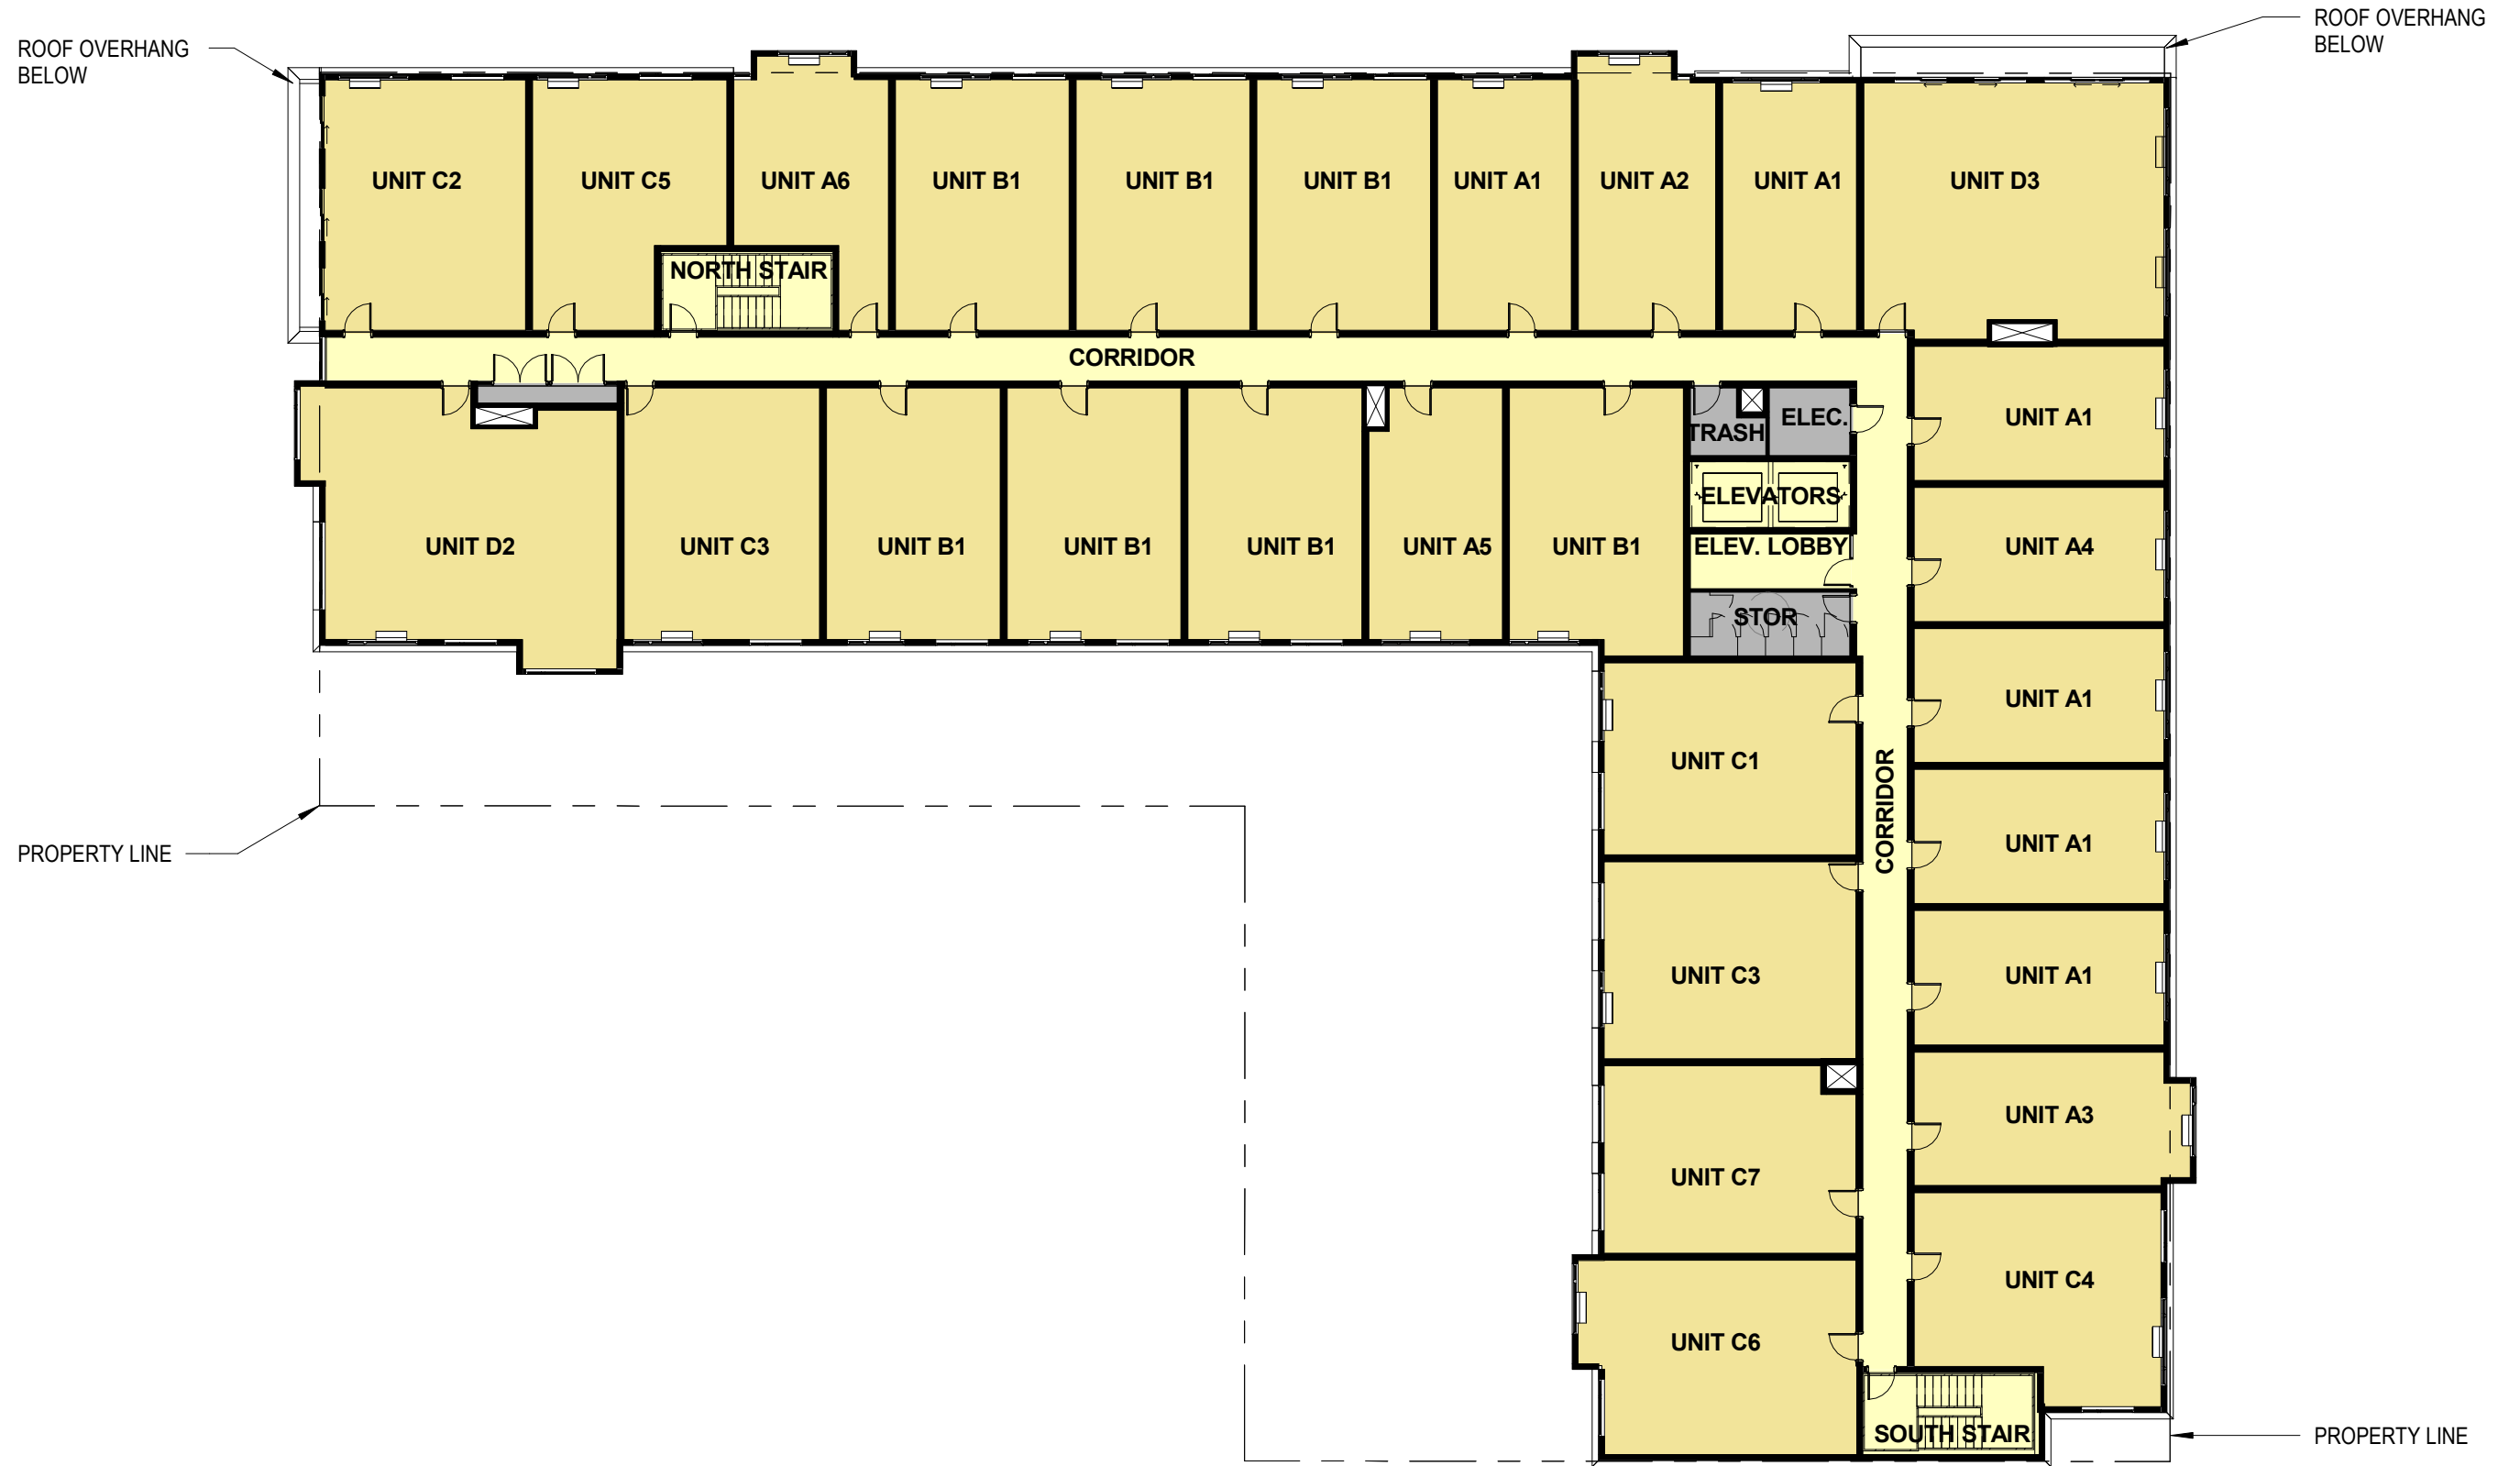 ROOF OVERHANG
BELOW
ROOF OVERHANG
BELOW
UNIT C2
UNIT C5
UNIT A6
UNIT B1
UNIT B1
UNIT B1
UNIT A1
UNIT A2
UNIT A1
UNIT D3
NORTH STAIR
CORRIDOR
UNIT A1
TRASH
ELEC.
ELEVATORS
UNIT D2
UNIT C3
UNIT B1
UNIT B1
UNIT B1
UNIT A5
UNIT B1
ELEV. LOBBY
UNIT A4
STOR
UNIT A1
UNIT C1
CORRIDOR
UNIT A1
PROPERTY LINE
UNIT C3
UNIT A1
UNIT A3
UNIT C7
UNIT C4
UNIT C6
SOUTH STAIR
PROPERTY LINE